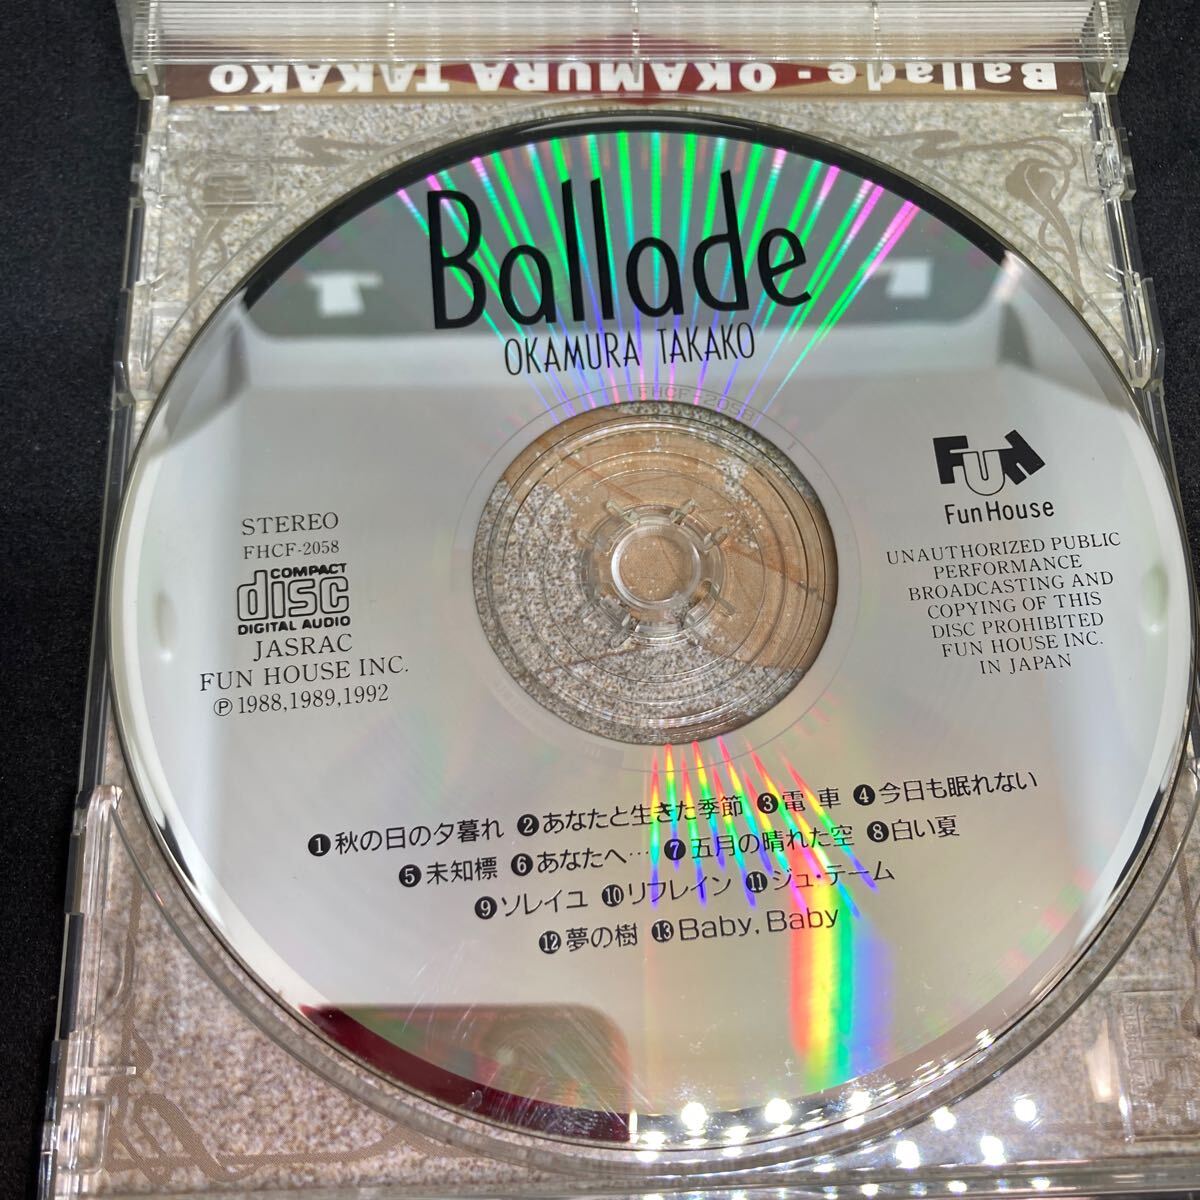 Ballade・OKAMURA TAKAKO
Ballade
OKAMURA TAKAKO
FHCF-2058
STEREO
FHCF-2058
COMPACT
disc
DIGITAL AUDIO
JASRAC
FUN HOUSE INC.
Ⓟ1988,1989,1992
Fun
Fun House
UNAUTHORIZED PUBLIC
PERFORMANCE
BROADCASTING AND
COPYING OF THIS
DISC PROHIBITED
FUN HOUSE INC.
IN JAPAN
❶秋の日の夕暮れ ❷あなたと生きた季節 ❸電車 ❹今日も眠れない
❺未知標 ❻あなたへ… ❼五月の晴れた空 ❽白い夏
❾ソレイユ ❿リフレイン ⓫ジュ・テーム
⓬夢の樹 ⓭Baby, Baby